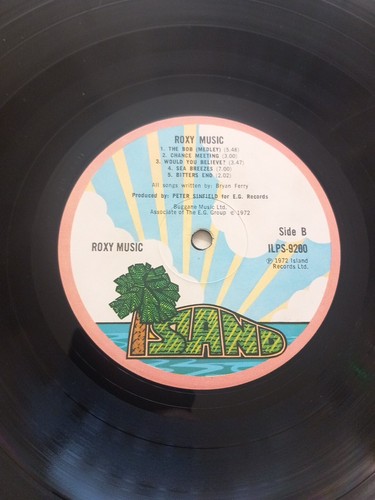 ROXY MUSIC
1. THE BOB (MEDLEY) (5.48)
2. CHANCE MEETING (3.00)
3. WOULD YOU BELIEVE? (3.47)
4. SEA BREEZES (7.00)
5. BITTERS END (2.02)
All songs written by: Bryan Ferry
Produced by: PETER SINFIELD for E.G. Records
Buggane Music Ltd.
Associate of The E.G. Group © 1972
Side B
ROXY MUSIC
ILPS-9200
℗ 1972 Island
Records Ltd.
ISLAND